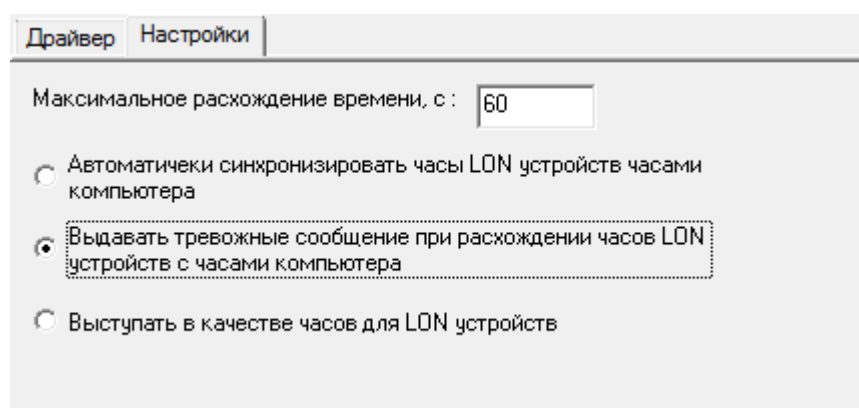 Драйвер Настройки
Максимальное расхождение времени, с : 60
Автоматичеки синхронизировать часы LON устройств часами
компьютера
Выдавать тревожные сообщение при расхождении часов LON
устройств с часами компьютера
Выступать в качестве часов для LON устройств